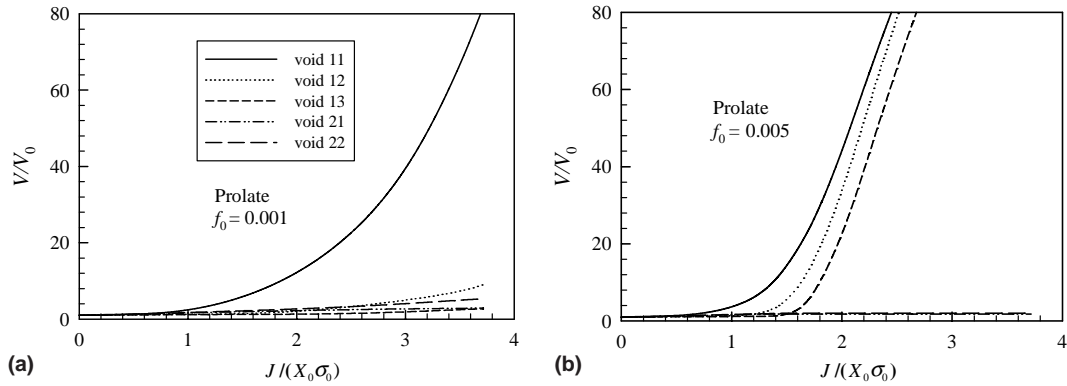 80
60
40
20
0
V/V₀
void 11
void 12
void 13
void 21
void 22
Prolate
f₀ = 0.001
0 1 2 3 4
J/(X₀σ₀)
(a)
80
60
40
20
0
V/V₀
Prolate
f₀ = 0.005
0 1 2 3 4
J/(X₀σ₀)
(b)